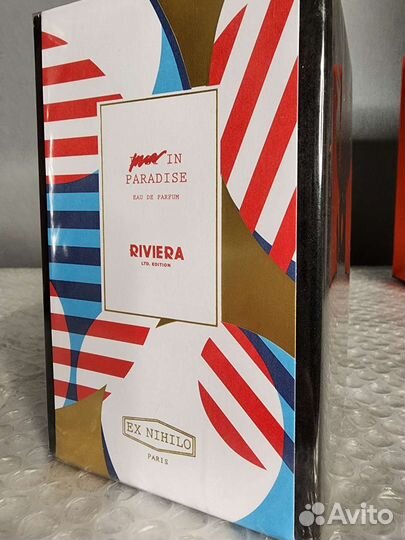 IN
PARADISE
EAU DE PARFUM
RIVIERA
LTD. EDITION
EX NIHILO
PARIS
Avito